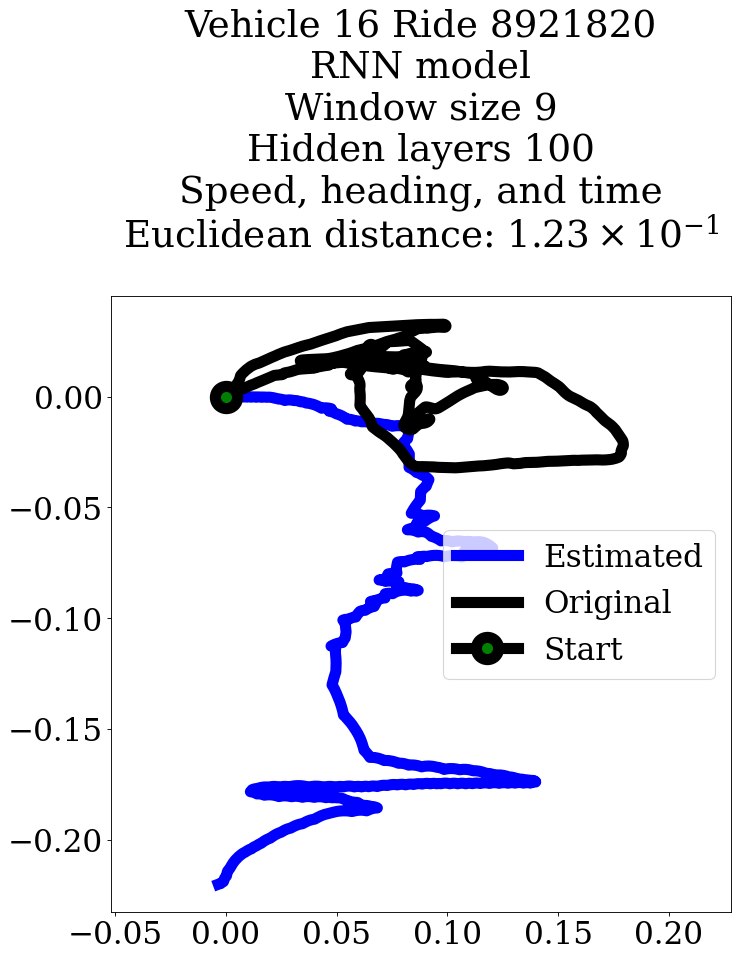 Vehicle 16 Ride 8921820
RNN model
Window size 9
Hidden layers 100
Speed, heading, and time
Euclidean distance: 1.23 × 10⁻¹
0.00
−0.05
−0.10
−0.15
−0.20
Estimated
Original
Start
−0.05 0.00 0.05 0.10 0.15 0.20